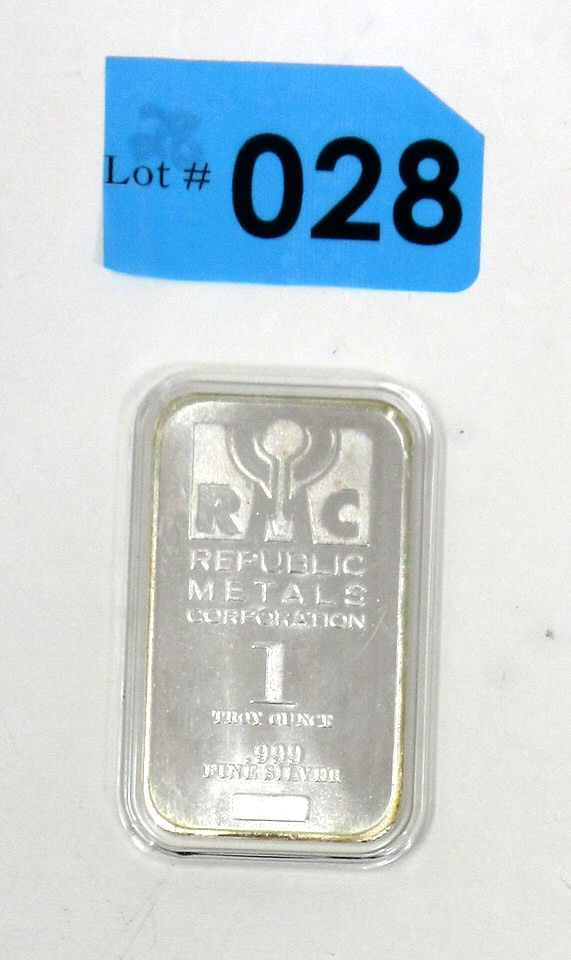 Lot # 028
RMC
REPUBLIC
METALS
CORPORATION
1
TROY OUNCE
.999
FINE SILVER